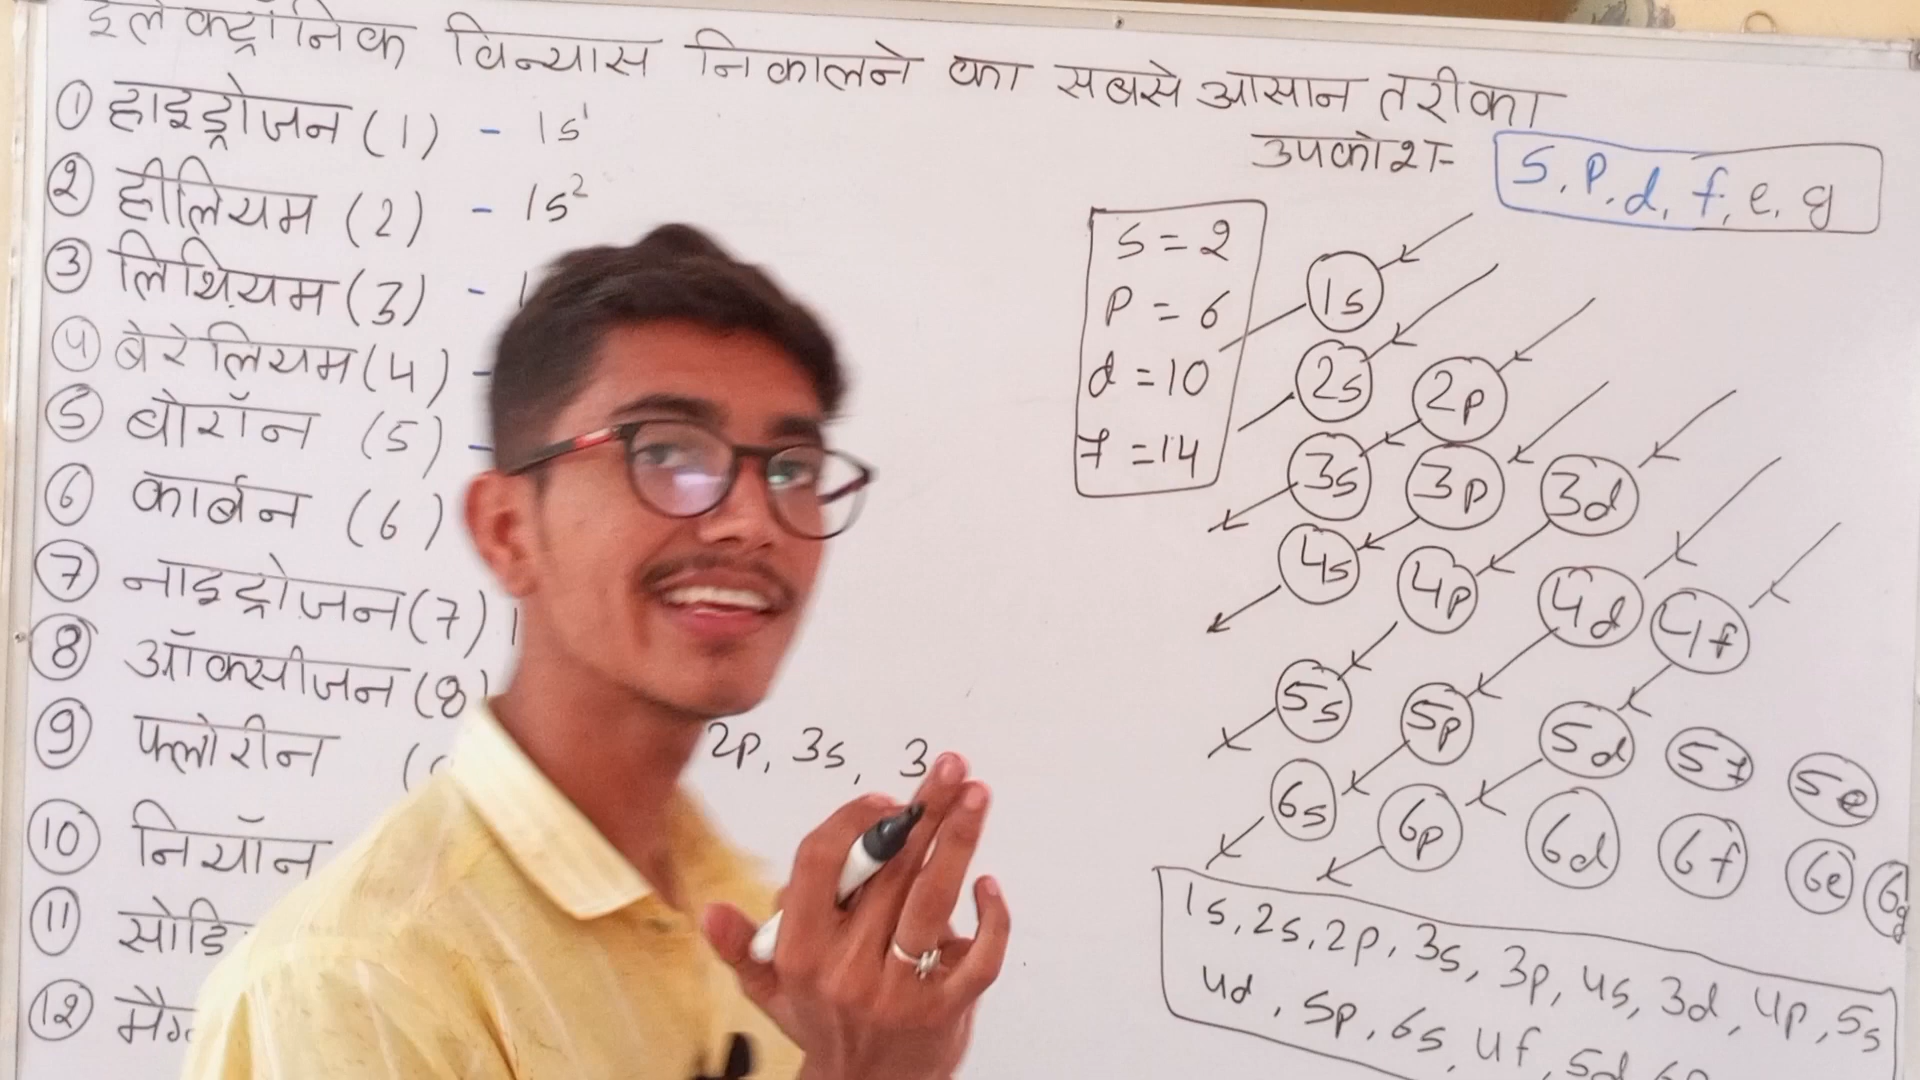 इलेक्ट्रॉनिक विन्यास निकालने का सबसे आसान तरीका
① हाइड्रोजन (1) - 1s¹
② हीलियम (2) - 1s²
③ लिथियम (3) - 1
④ बेरेलियम (4) -
⑤ बोरॉन (5) -
⑥ कार्बन (6)
⑦ नाइट्रोजन (7)
⑧ ऑक्सीजन (8)
⑨ फ्लोरीन (
⑩ नियॉन
⑪ सोडि
⑫ मैग्
2p, 3s, 3
उपकोश- s, p, d, f, e, g
s = 2
p = 6
d = 10
f = 14
1s
2s 2p
3s 3p 3d
4s 4p 4d 4f
5s 5p 5d 5f 5e
6s 6p 6d 6f 6e 6g
1s, 2s, 2p, 3s, 3p, 4s, 3d, 4p, 5s
4d, 5p, 6s, 4f, 5d